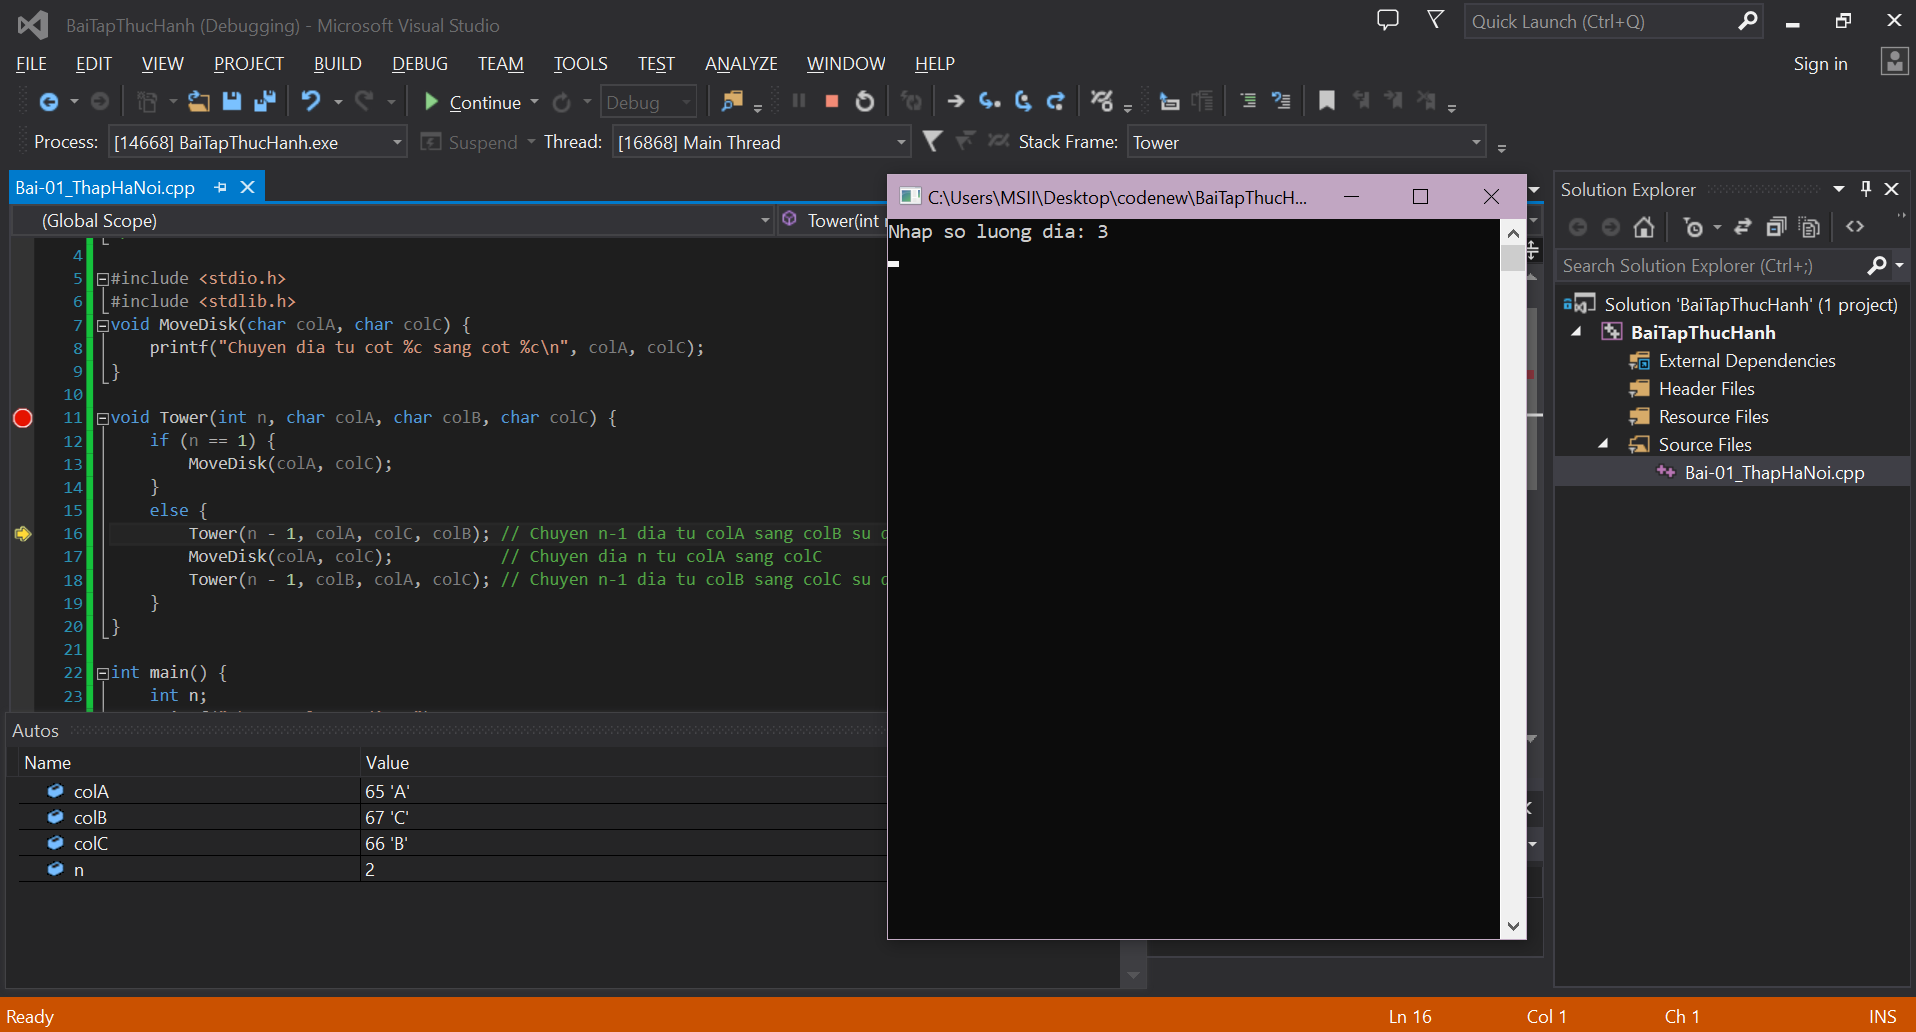 BaiTapThucHanh (Debugging) - Microsoft Visual Studio
Quick Launch (Ctrl+Q)
FILE EDIT VIEW PROJECT BUILD DEBUG TEAM TOOLS TEST ANALYZE WINDOW HELP
Sign in
Continue Debug
Process: [14668] BaiTapThucHanh.exe Suspend Thread: [16868] Main Thread Stack Frame: Tower
Bai-01_ThapHaNoi.cpp
(Global Scope) Tower(int
4
5 #include <stdio.h>
6 #include <stdlib.h>
7 void MoveDisk(char colA, char colC) {
8 printf("Chuyen dia tu cot %c sang cot %c\n", colA, colC);
9 }
10
11 void Tower(int n, char colA, char colB, char colC) {
12 if (n == 1) {
13 MoveDisk(colA, colC);
14 }
15 else {
16 Tower(n - 1, colA, colC, colB); // Chuyen n-1 dia tu colA sang colB su
17 MoveDisk(colA, colC); // Chuyen dia n tu colA sang colC
18 Tower(n - 1, colB, colA, colC); // Chuyen n-1 dia tu colB sang colC su
19 }
20 }
21
22 int main() {
23 int n;
C:\Users\MSII\Desktop\codenew\BaiTapThucH...
Nhap so luong dia: 3
Autos
Name Value
colA 65 'A'
colB 67 'C'
colC 66 'B'
n 2
Solution Explorer
Search Solution Explorer (Ctrl+;)
Solution 'BaiTapThucHanh' (1 project)
BaiTapThucHanh
External Dependencies
Header Files
Resource Files
Source Files
Bai-01_ThapHaNoi.cpp
Ready Ln 16 Col 1 Ch 1 INS